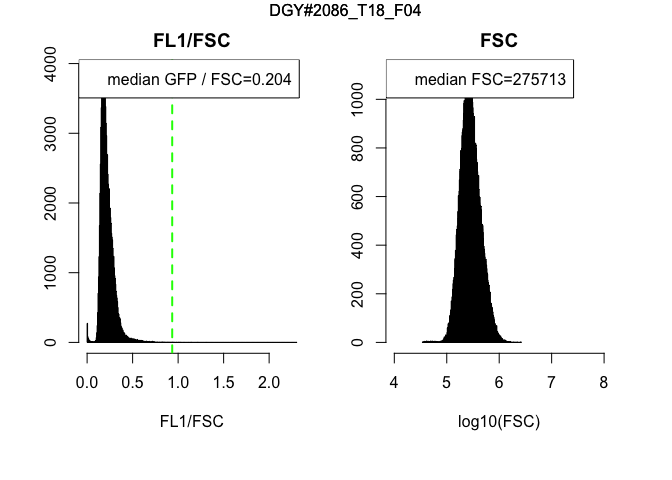 DGY#2086_T18_F04
FL1/FSC
median GFP / FSC=0.204
0
1000
2000
3000
4000
0.0 0.5 1.0 1.5 2.0
FL1/FSC
FSC
median FSC=275713
0
200
400
600
800
1000
4 5 6 7 8
log10(FSC)